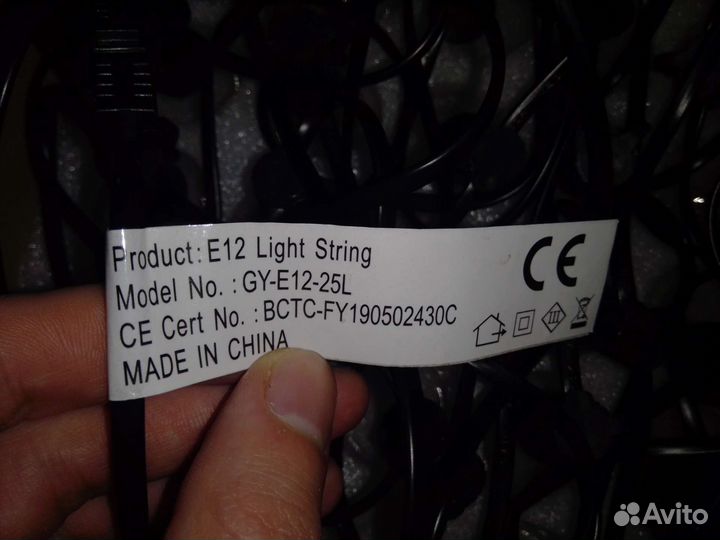 Product: E12 Light String
Model No. : GY-E12-25L
CE Cert No. : BCTC-FY190502430C
MADE IN CHINA
CE
III
Avito